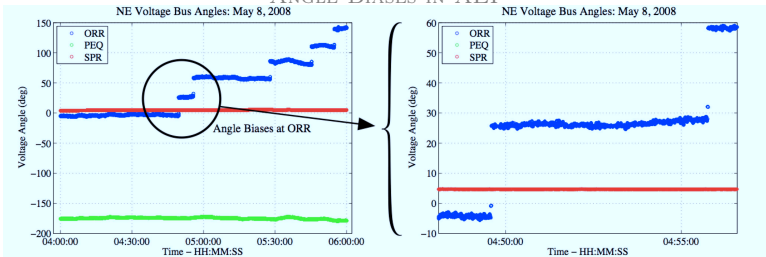 ANGLE BIASES IN ALI
NE Voltage Bus Angles: May 8, 2008
Voltage Angle (deg)
150
100
50
0
−50
−100
−150
−200
ORR
PEQ
SPR
Angle Biases at ORR
04:00:00
04:30:00
05:00:00
05:30:00
06:00:00
Time − HH:MM:SS
NE Voltage Bus Angles: May 8, 2008
Voltage Angle (deg)
60
50
40
30
20
10
0
−10
ORR
PEQ
SPR
04:50:00
04:55:00
Time − HH:MM:SS